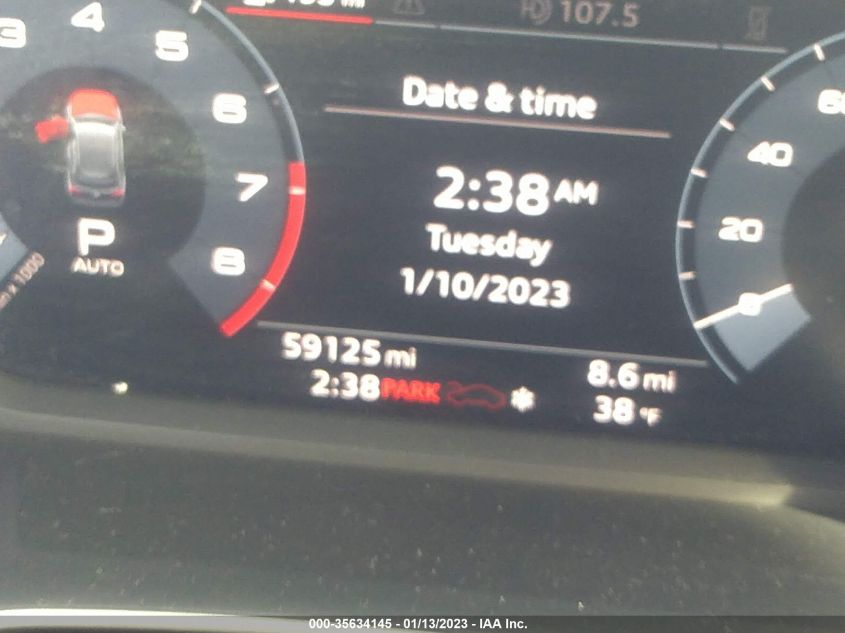 107.5
Date & time
2:38 AM
Tuesday
1/10/2023
3
4
5
6
7
8
P
AUTO
x 1000
60
40
20
0
59125 mi
8.6 mi
2:38 PARK
38 °F
000-35634145 - 01/13/2023 - IAA Inc.